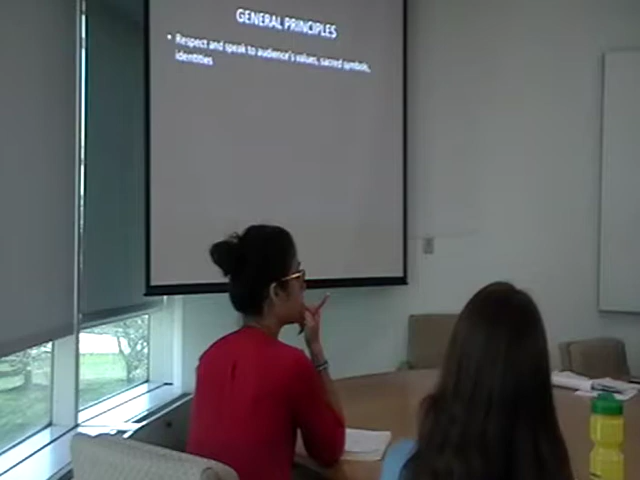 GENERAL PRINCIPLES
• Respect and speak to audience's values, sacred symbols,
identities